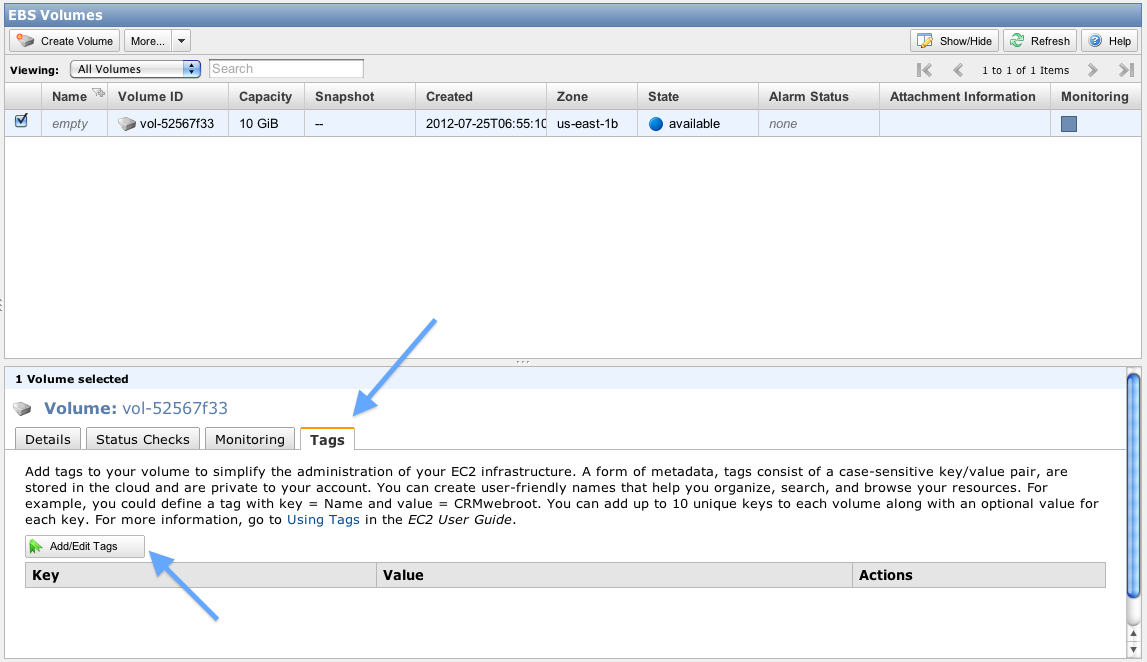 EBS Volumes
Create Volume More... Show/Hide Refresh Help
Viewing: All Volumes Search 1 to 1 of 1 Items
Name Volume ID Capacity Snapshot Created Zone State Alarm Status Attachment Information Monitoring
empty vol-52567f33 10 GiB -- 2012-07-25T06:55:10 us-east-1b available none
1 Volume selected
Volume: vol-52567f33
Details Status Checks Monitoring Tags
Add tags to your volume to simplify the administration of your EC2 infrastructure. A form of metadata, tags consist of a case-sensitive key/value pair, are
stored in the cloud and are private to your account. You can create user-friendly names that help you organize, search, and browse your resources. For
example, you could define a tag with key = Name and value = CRMwebroot. You can add up to 10 unique keys to each volume along with an optional value for
each key. For more information, go to Using Tags in the EC2 User Guide.
Add/Edit Tags
Key Value Actions